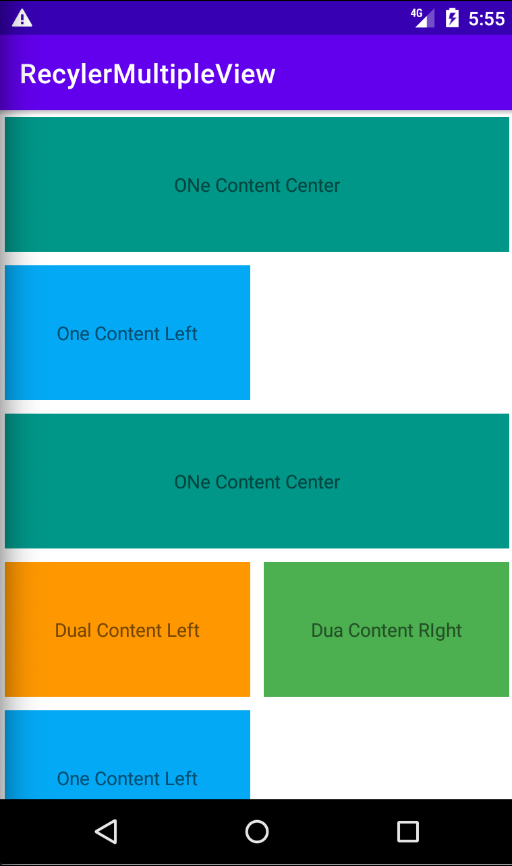 4G 5:55
RecylerMultipleView
ONe Content Center
One Content Left
ONe Content Center
Dual Content Left Dua Content RIght
One Content Left